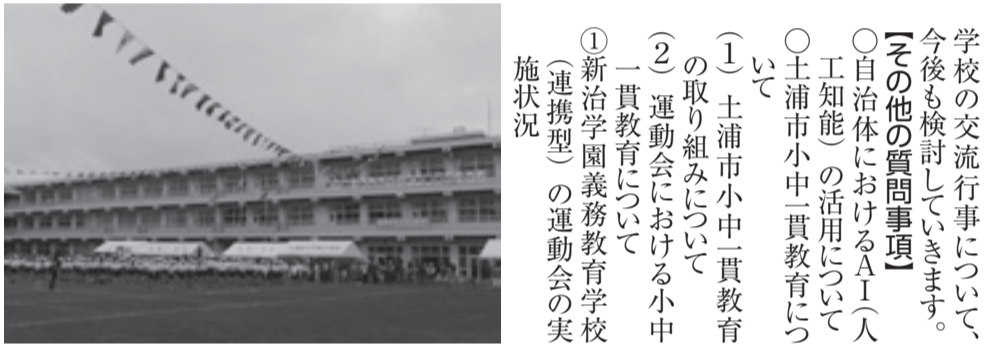 学校の交流行事について、
今後も検討していきます。
【その他の質問事項】
○自治体におけるAI(人
工知能)の活用について
○土浦市小中一貫教育につ
いて
(1)土浦市小中一貫教育
の取り組みについて
(2)運動会における小中
一貫教育について
①新治学園義務教育学校
(連携型)の運動会の実
施状況